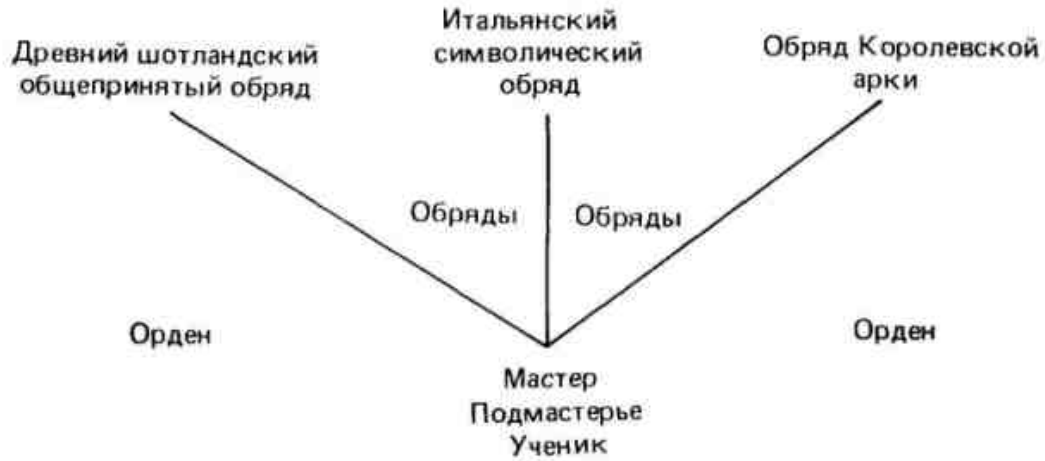 Древний шотландский
общепринятый обряд
Итальянский
символический
обряд
Обряд Королевской
арки
Обряды
Обряды
Орден
Орден
Мастер
Подмастерье
Ученик